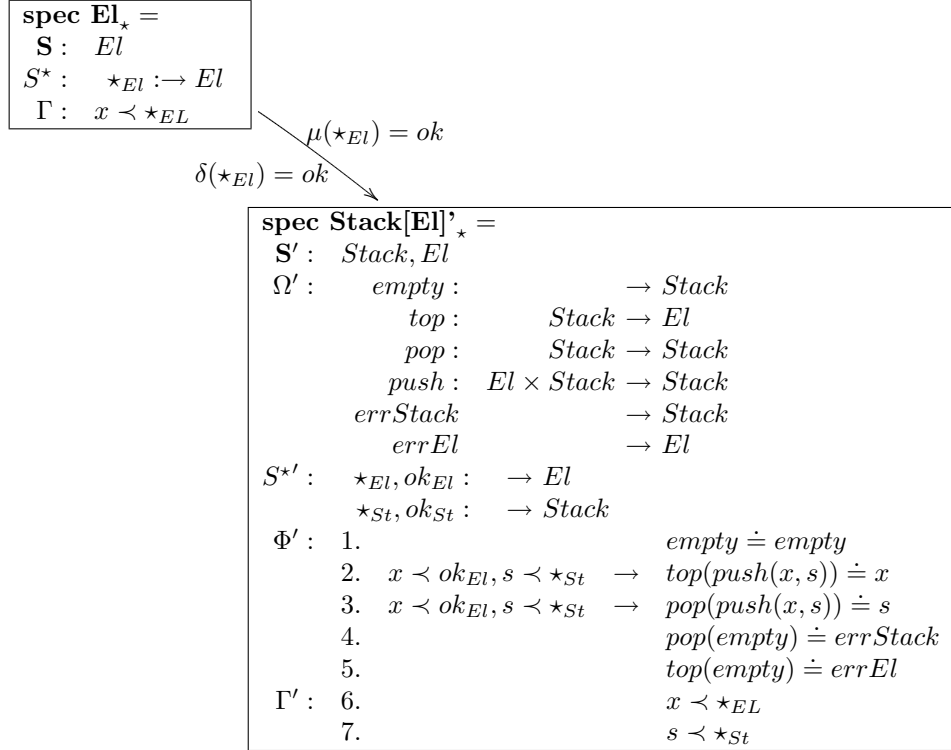 spec El⋆ =
S : El
S⋆ : ⋆El :→ El
Γ : x ≺ ⋆EL
μ(⋆El) = ok
δ(⋆El) = ok
spec Stack[El]'⋆ =
S′ : Stack, El
Ω′ : empty : → Stack
top : Stack → El
pop : Stack → Stack
push : El × Stack → Stack
errStack → Stack
errEl → El
S⋆′ : ⋆El, okEl : → El
⋆St, okSt : → Stack
Φ′ : 1. empty ≐ empty
2. x ≺ okEl, s ≺ ⋆St → top(push(x, s)) ≐ x
3. x ≺ okEl, s ≺ ⋆St → pop(push(x, s)) ≐ s
4. pop(empty) ≐ errStack
5. top(empty) ≐ errEl
Γ′ : 6. x ≺ ⋆EL
7. s ≺ ⋆St